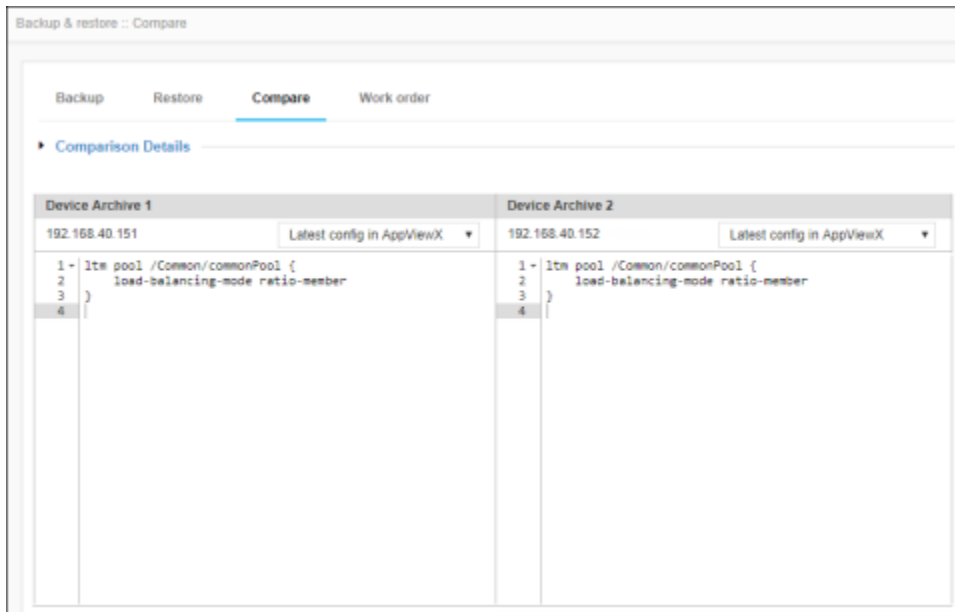 Backup & restore :: Compare
Backup Restore Compare Work order
Comparison Details
Device Archive 1 Device Archive 2
192.168.40.151 Latest config in AppViewX 192.168.40.152 Latest config in AppViewX
1 ltm pool /Common/commonPool {
2 load-balancing-mode ratio-member
3 }
4
1 ltm pool /Common/commonPool {
2 load-balancing-mode ratio-member
3 }
4